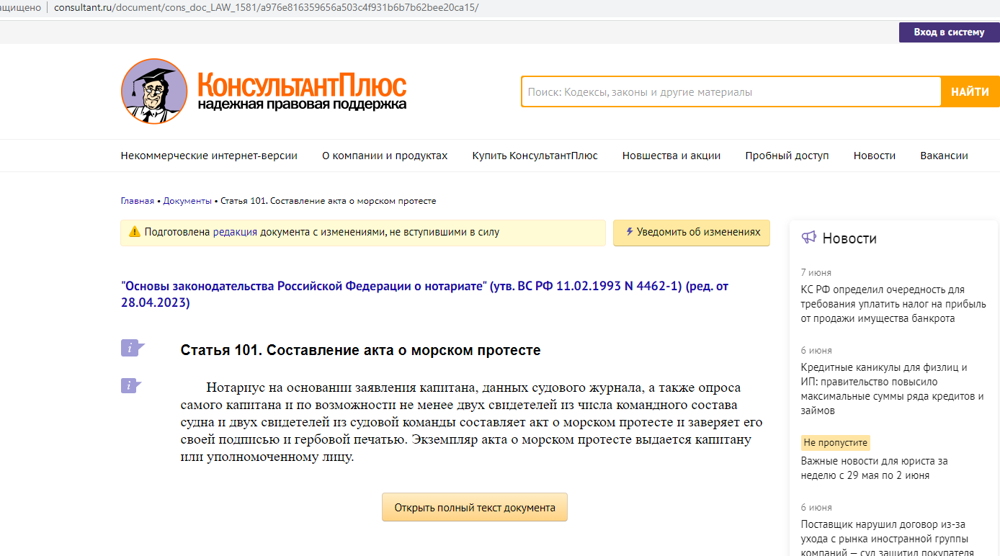 ащищено
consultant.ru/document/cons_doc_LAW_1581/a976e816359656a503c4f931b6b7b62bee20ca15/
Вход в систему
КонсультантПлюс
надежная правовая поддержка
Поиск: Кодексы, законы и другие материалы
НАЙТИ
Некоммерческие интернет-версии О компании и продуктах Купить КонсультантПлюс Новшества и акции Пробный доступ Новости Вакансии
Главная • Документы • Статья 101. Составление акта о морском протесте
Подготовлена редакция документа с изменениями, не вступившими в силу
Уведомить об изменениях
"Основы законодательства Российской Федерации о нотариате" (утв. ВС РФ 11.02.1993 N 4462-1) (ред. от
28.04.2023)
i
Статья 101. Составление акта о морском протесте
i
Нотариус на основании заявления капитана, данных судового журнала, а также опроса
самого капитана и по возможности не менее двух свидетелей из числа командного состава
судна и двух свидетелей из судовой команды составляет акт о морском протесте и заверяет его
своей подписью и гербовой печатью. Экземпляр акта о морском протесте выдается капитану
или уполномоченному лицу.
Открыть полный текст документа
Новости
7 июня
КС РФ определил очередность для
требования уплатить налог на прибыль
от продажи имущества банкрота
6 июня
Кредитные каникулы для физлиц и
ИП: правительство повысило
максимальные суммы ряда кредитов и
займов
Не пропустите
Важные новости для юриста за
неделю с 29 мая по 2 июня
6 июня
Поставщик нарушил договор из-за
ухода с рынка иностранной группы
компаний — суд защитил покупателя